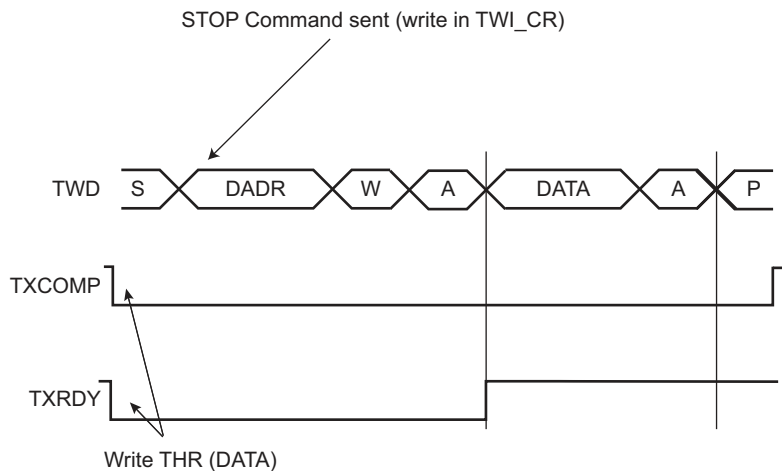 STOP Command sent (write in TWI_CR)
TWD S DADR W A DATA A P
TXCOMP
TXRDY
Write THR (DATA)